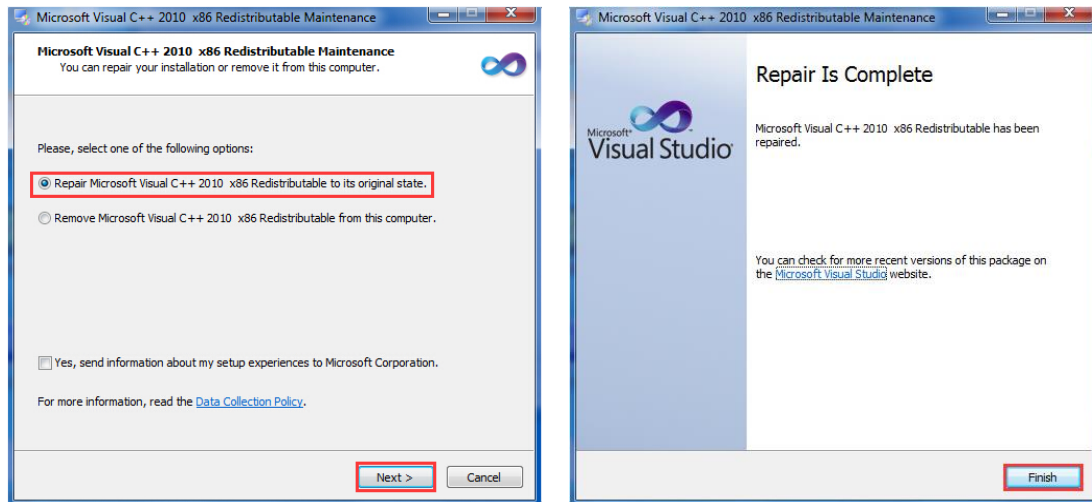 Microsoft Visual C++ 2010 x86 Redistributable Maintenance
Microsoft Visual C++ 2010 x86 Redistributable Maintenance
You can repair your installation or remove it from this computer.
Please, select one of the following options:
Repair Microsoft Visual C++ 2010 x86 Redistributable to its original state.
Remove Microsoft Visual C++ 2010 x86 Redistributable from this computer.
Yes, send information about my setup experiences to Microsoft Corporation.
For more information, read the Data Collection Policy.
Next >
Cancel
Microsoft Visual C++ 2010 x86 Redistributable Maintenance
Microsoft®
Visual Studio®
Repair Is Complete
Microsoft Visual C++ 2010 x86 Redistributable has been
repaired.
You can check for more recent versions of this package on
the Microsoft Visual Studio website.
Finish